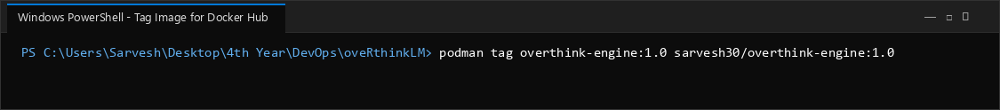 Windows PowerShell - Tag Image for Docker Hub
PS C:\Users\Sarvesh\Desktop\4th Year\DevOps\oveRthinkLM> podman tag overthink-engine:1.0 sarvesh30/overthink-engine:1.0